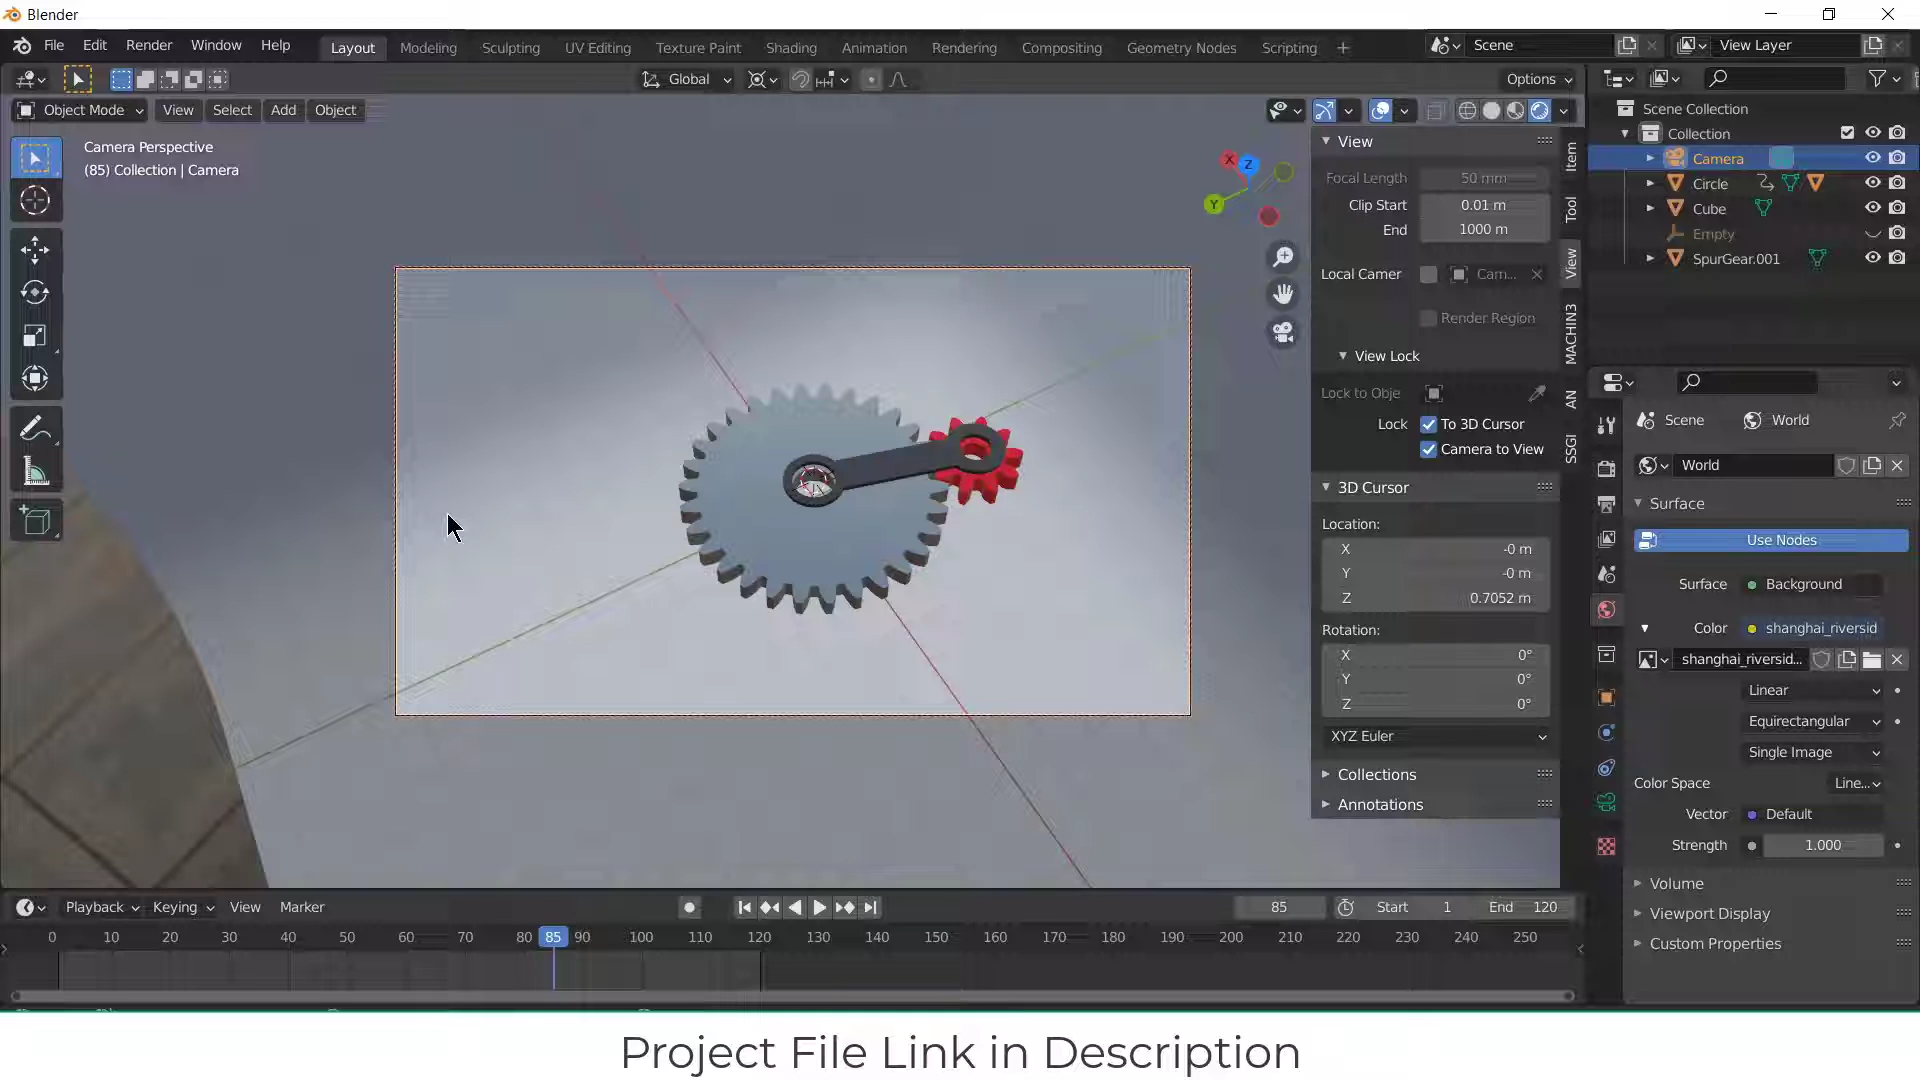 Blender
File Edit Render Window Help Layout Modeling Sculpting UV Editing Texture Paint Shading Animation Rendering Compositing Geometry Nodes Scripting + Scene View Layer
Global Options
Object Mode View Select Add Object
Camera Perspective
(85) Collection | Camera
X Z Y
View
Focal Length 50 mm
Clip Start 0.01 m
End 1000 m
Local Camer Cam...
Render Region
View Lock
Lock to Obje
Lock To 3D Cursor
Camera to View
3D Cursor
Location:
X -0 m
Y -0 m
Z 0.7052 m
Rotation:
X 0°
Y 0°
Z 0°
XYZ Euler
Collections
Annotations
Item
Tool
View
MACHIN3
AN
SSGI
Scene Collection
Collection
Camera
Circle
Cube
Empty
SpurGear.001
Scene World
World
Surface
Use Nodes
Surface Background
Color shanghai_riversid
shanghai_riversid...
Linear
Equirectangular
Single Image
Color Space Line...
Vector Default
Strength 1.000
Volume
Viewport Display
Custom Properties
Playback Keying View Marker 85 Start 1 End 120
0 10 20 30 40 50 60 70 80 85 90 100 110 120 130 140 150 160 170 180 190 200 210 220 230 240 250
Project File Link in Description